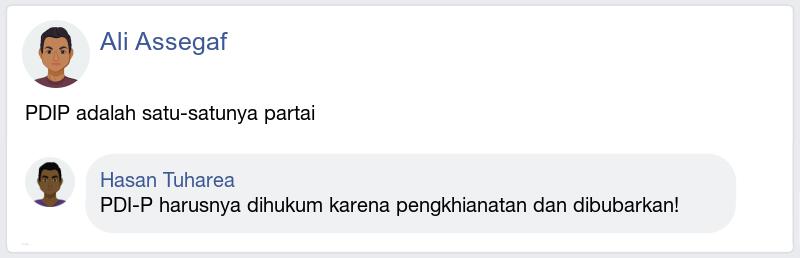 Ali Assegaf
PDIP adalah satu-satunya partai
Hasan Tuharea
PDI-P harusnya dihukum karena pengkhianatan dan dibubarkan!